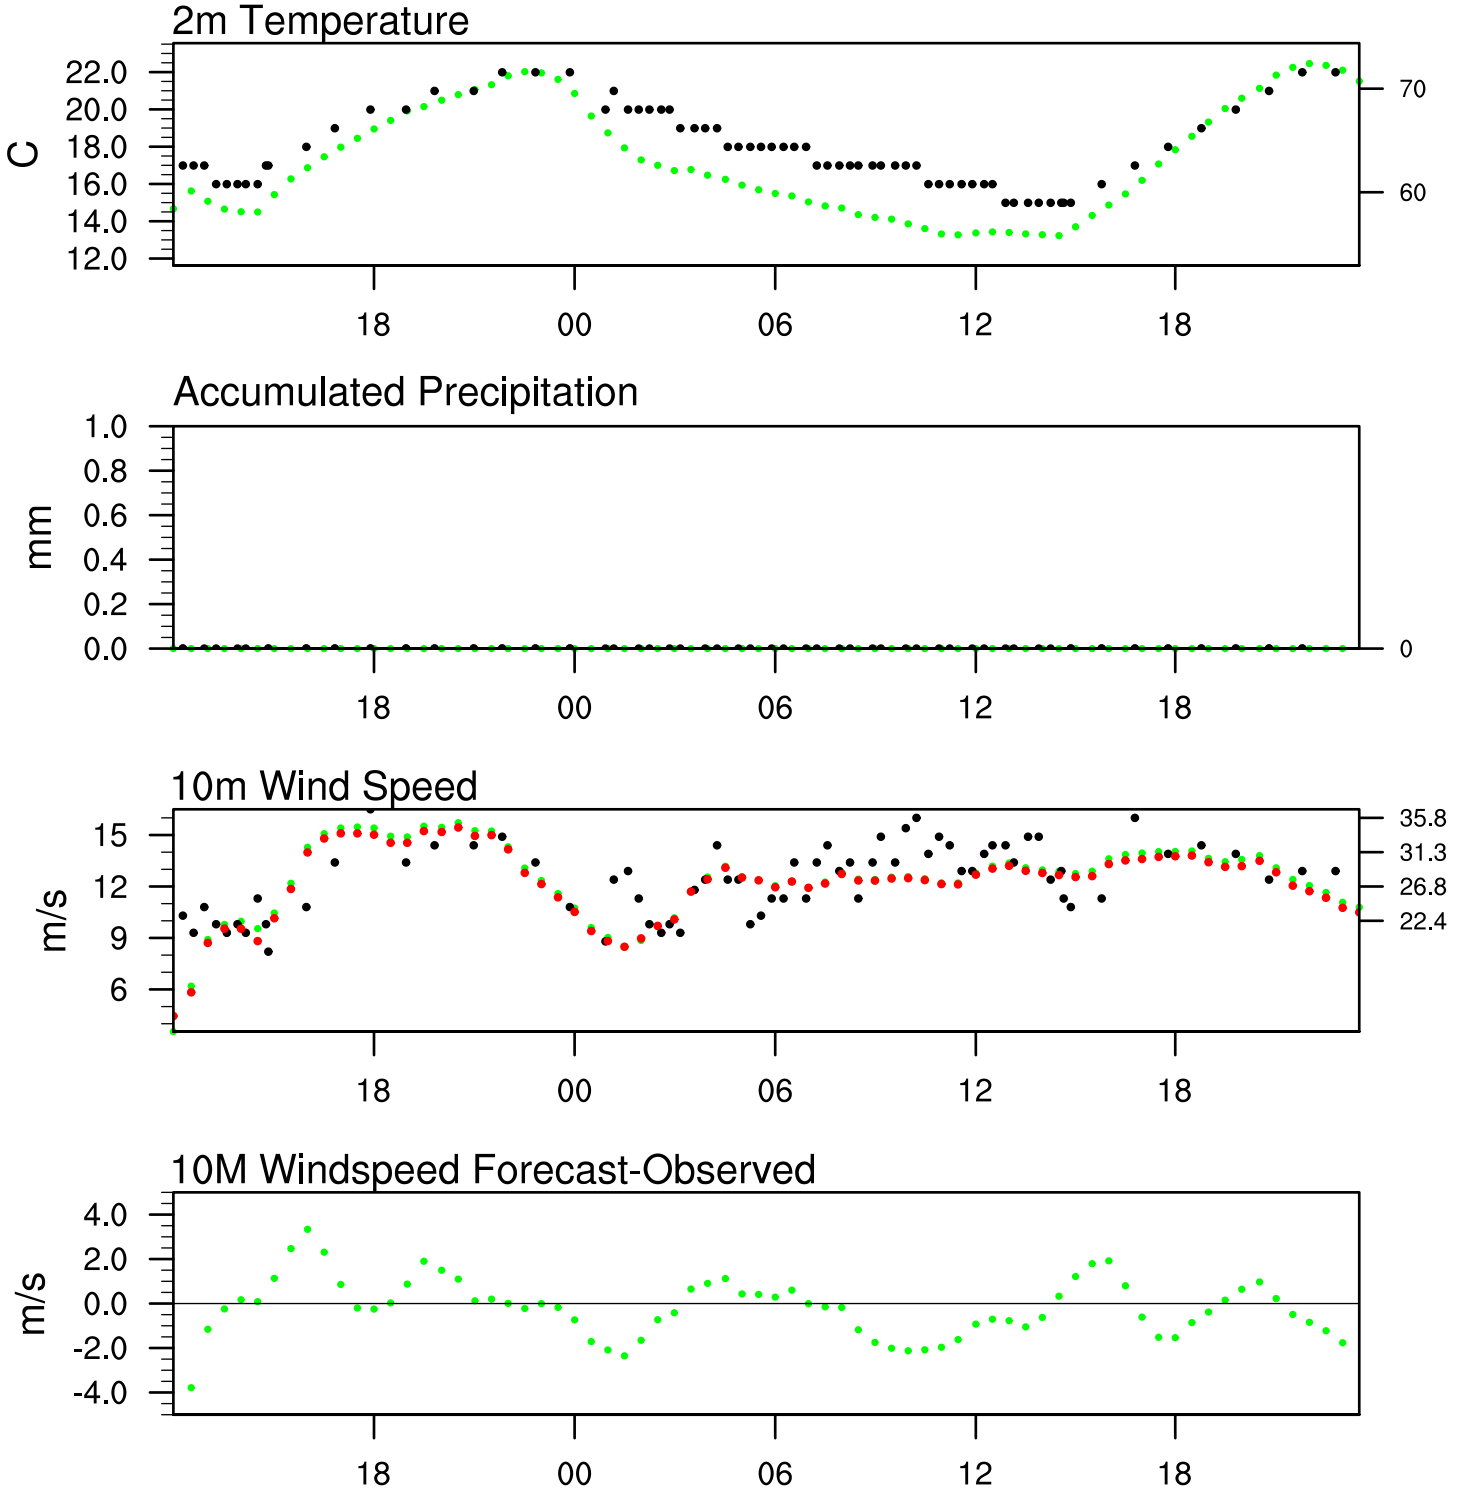 2m Temperature
22.0
20.0
18.0
16.0
14.0
12.0
C
70
60
18 00 06 12 18
Accumulated Precipitation
1.0
0.8
0.6
0.4
0.2
0.0
mm
0
18 00 06 12 18
10m Wind Speed
15
12
9
6
m/s
35.8
31.3
26.8
22.4
18 00 06 12 18
10M Windspeed Forecast-Observed
4.0
2.0
0.0
-2.0
-4.0
m/s
18 00 06 12 18